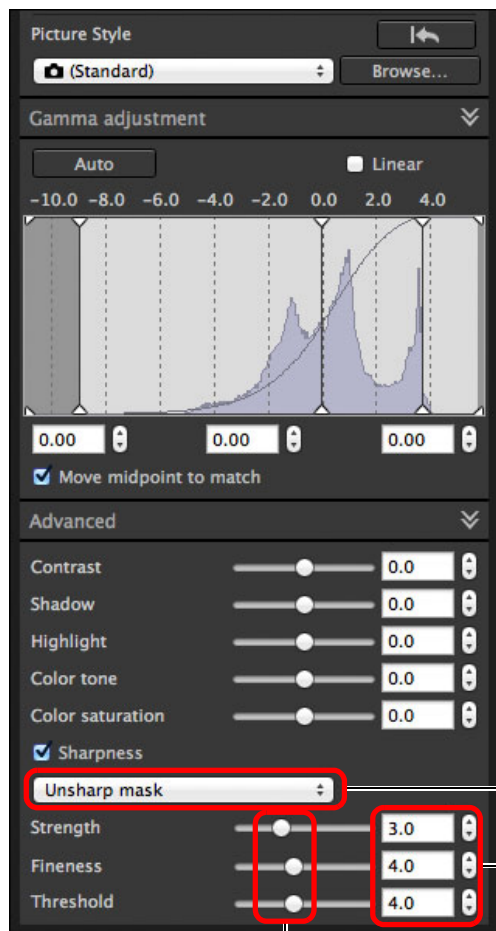 Picture Style
(Standard) Browse...
Gamma adjustment
Auto Linear
-10.0 -8.0 -6.0 -4.0 -2.0 0.0 2.0 4.0
0.00 0.00 0.00
Move midpoint to match
Advanced
Contrast 0.0
Shadow 0.0
Highlight 0.0
Color tone 0.0
Color saturation 0.0
Sharpness
Unsharp mask
Strength 3.0
Fineness 4.0
Threshold 4.0